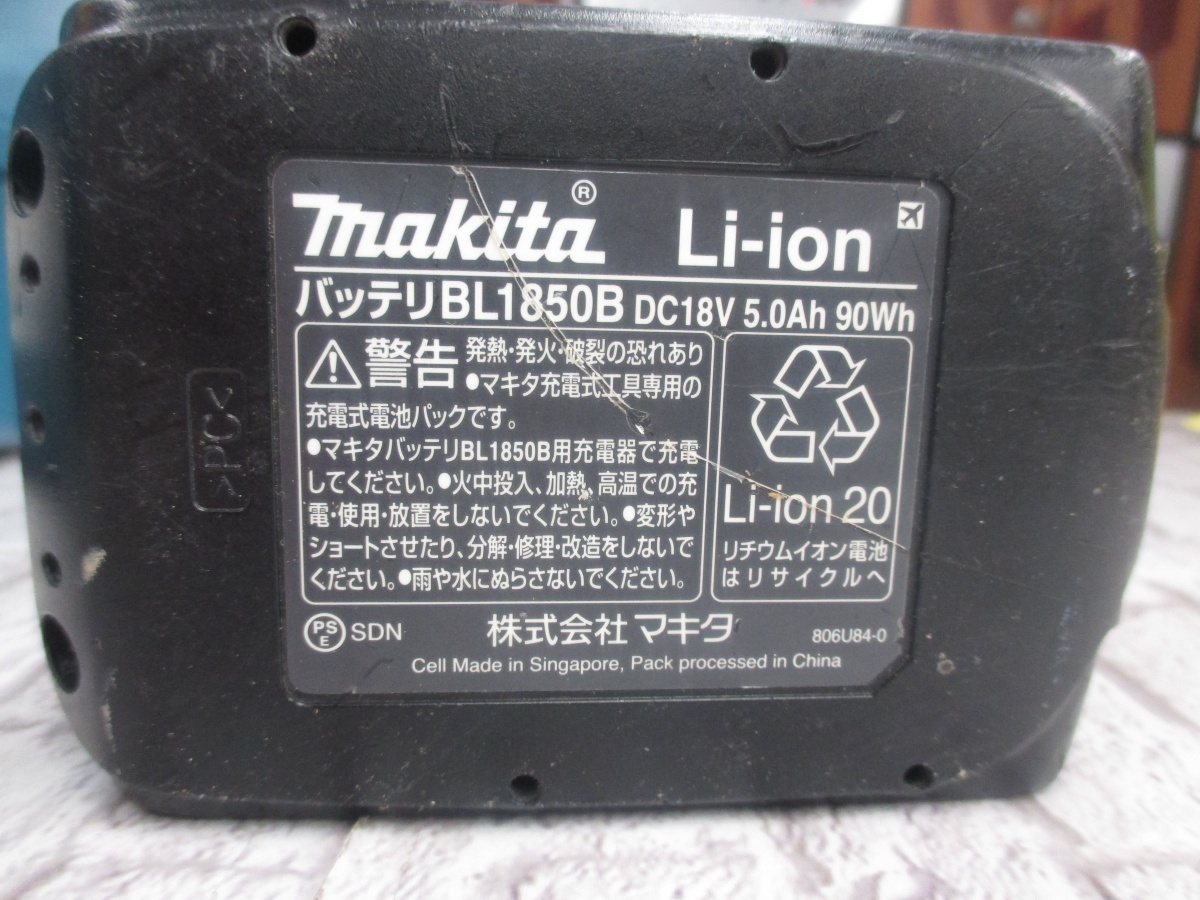 makita® Li-ion
バッテリBL1850B DC18V 5.0Ah 90Wh
警告 発熱・発火・破裂の恐れあり
●マキタ充電式工具専用の
充電式電池パックです。
●マキタバッテリBL1850B用充電器で充電
してください。●火中投入、加熱、高温での充
電・使用・放置をしないでください。●変形や
ショートさせたり、分解・修理・改造をしないで
ください。●雨や水にぬらさないでください。
Li-ion 20
リチウムイオン電池
はリサイクルへ
PSE SDN 株式会社 マキタ 806U84-0
Cell Made in Singapore, Pack processed in China